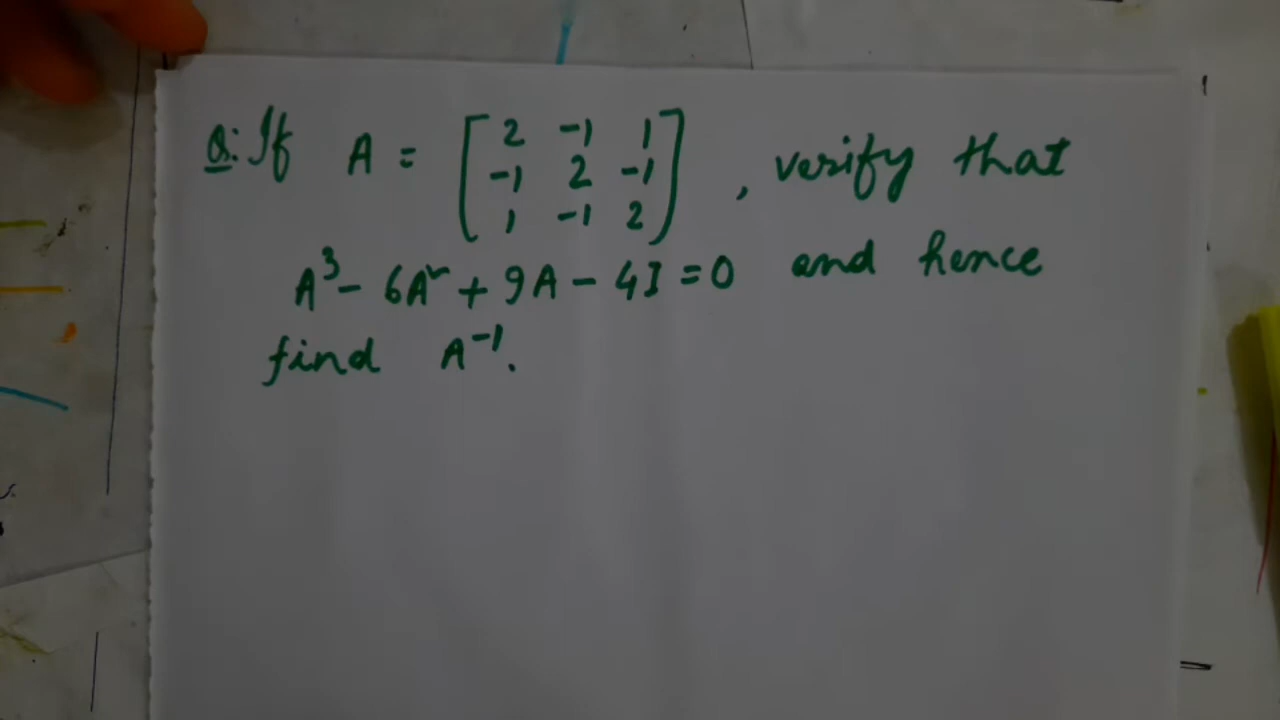 Q: If A = [2 -1 1
-1 2 -1
1 -1 2], verify that
A³ - 6A² + 9A - 4I = 0 and hence
find A⁻¹.